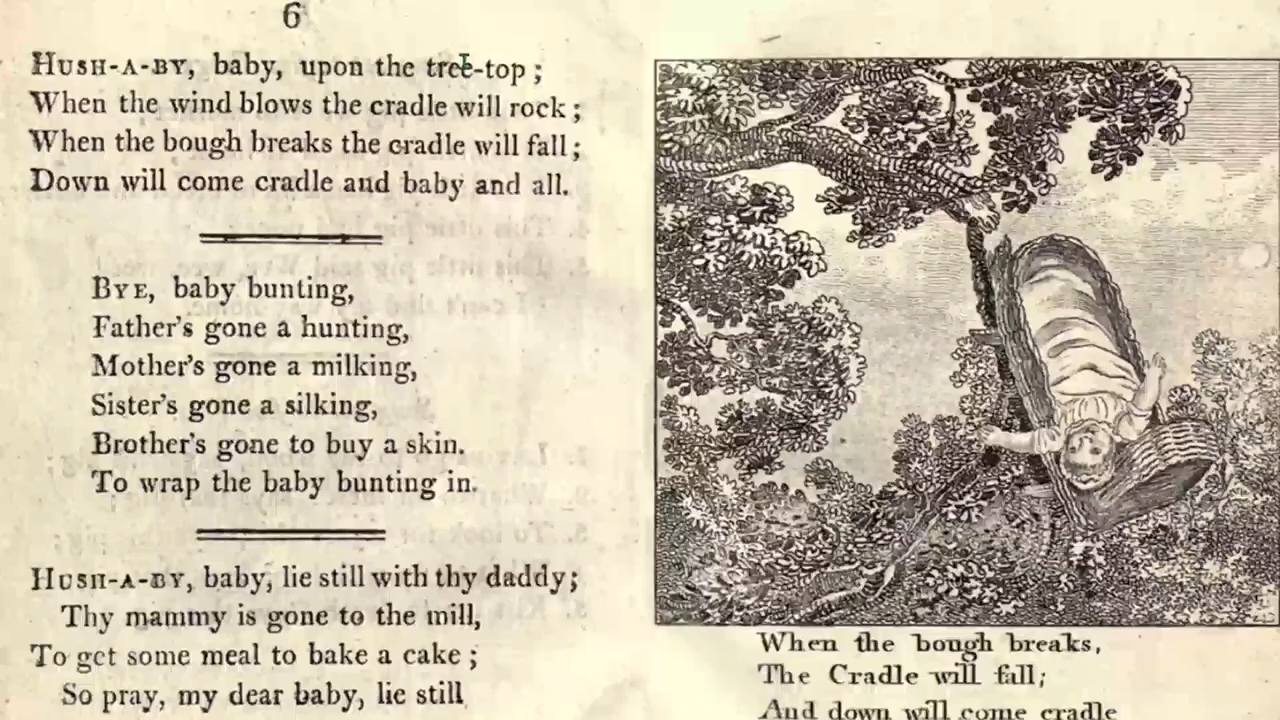 6
HUSH-A-BY, baby, upon the tree-top;
When the wind blows the cradle will rock;
When the bough breaks the cradle will fall;
Down will come cradle and baby and all.
BYE, baby bunting,
Father's gone a hunting,
Mother's gone a milking,
Sister's gone a silking,
Brother's gone to buy a skin.
To wrap the baby bunting in.
HUSH-A-BY, baby, lie still with thy daddy;
Thy mammy is gone to the mill,
To get some meal to bake a cake;
So pray, my dear baby, lie still
When the bough breaks,
The Cradle will fall;
And down will come cradle